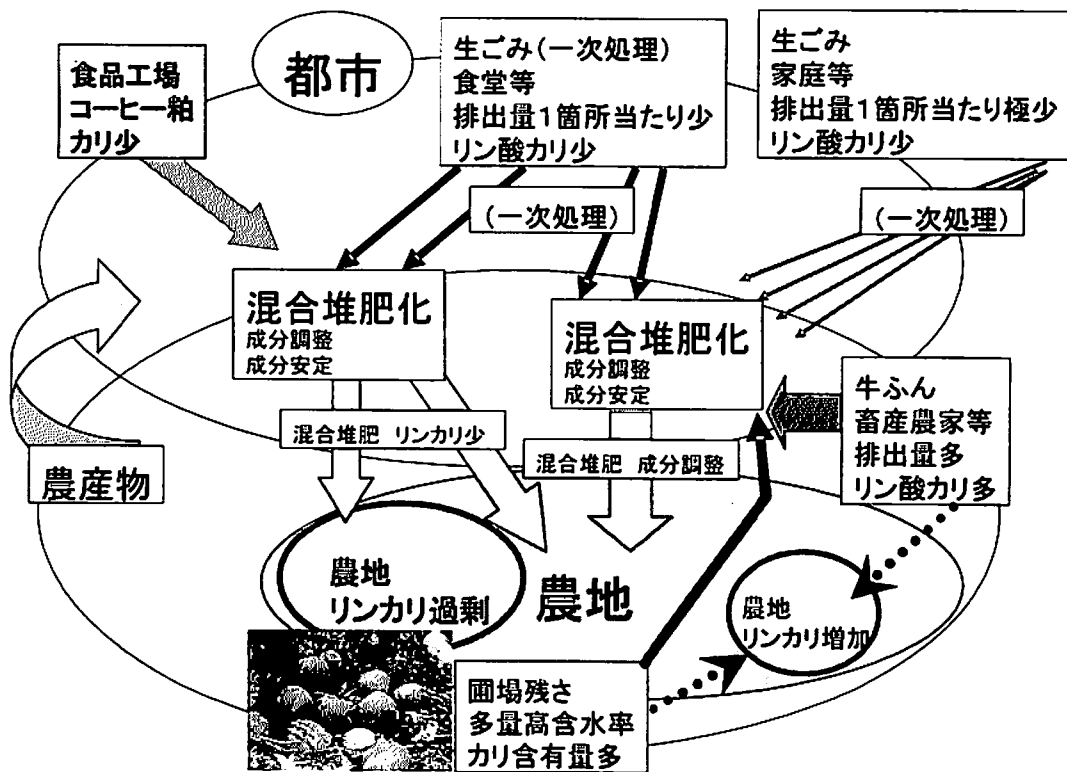 都市
食品工場
コーヒー粕
カリ少
生ごみ(一次処理)
食堂等
排出量1箇所当たり少
リン酸カリ少
生ごみ
家庭等
排出量1箇所当たり極少
リン酸カリ少
(一次処理)
(一次処理)
混合堆肥化
成分調整
成分安定
混合堆肥化
成分調整
成分安定
牛ふん
畜産農家等
排出量多
リン酸カリ多
混合堆肥 リンカリ少
混合堆肥 成分調整
農産物
農地
リンカリ過剰
農地
農地
リンカリ増加
圃場残さ
多量高含水率
カリ含有量多